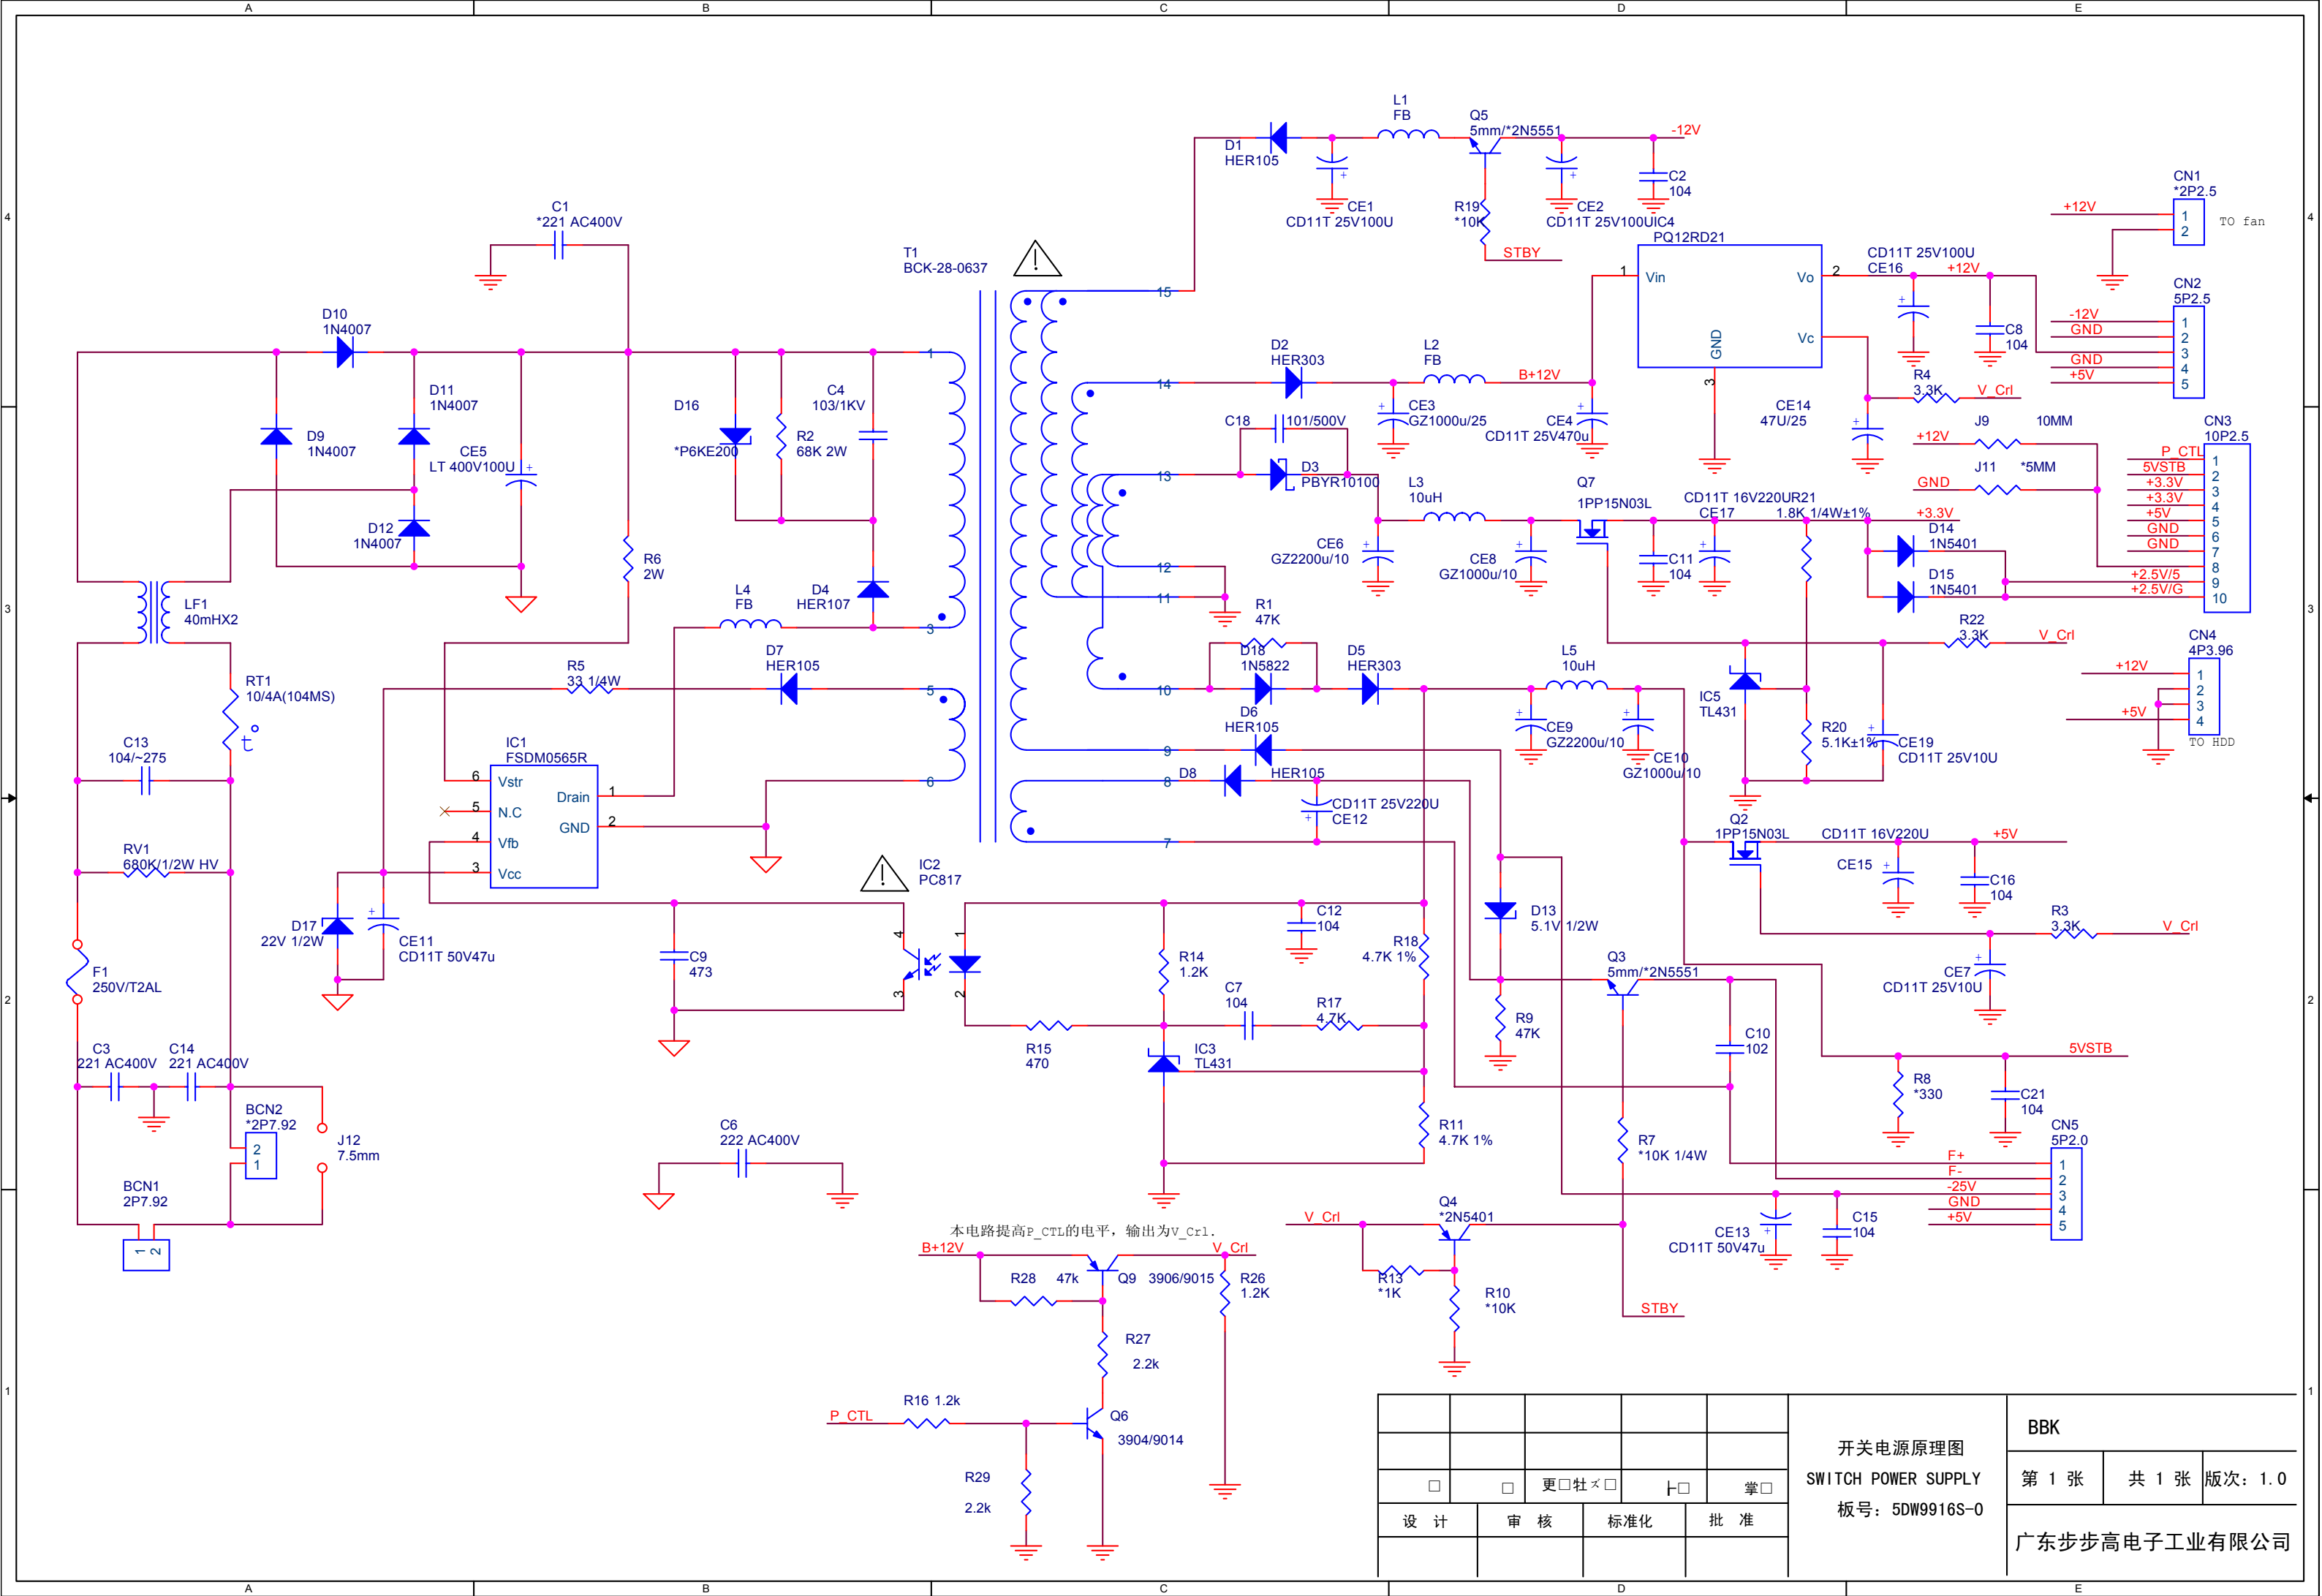 A
B
C
D
E
4
3
2
1
4
3
2
1
C1
*221 AC400V
D10
1N4007
D11
1N4007
D9
1N4007
CE5
LT 400V100U
+
D12
1N4007
D16
*P6KE200
R2
68K 2W
C4
103/1KV
R6
2W
L4
FB
D4
HER107
LF1
40mHX2
RT1
10/4A(104MS)
t°
C13
104/~275
RV1
680K/1/2W HV
F1
250V/T2AL
C3
221 AC400V
C14
221 AC400V
BCN2
*2P7.92
2
1
J12
7.5mm
BCN1
2P7.92
1
2
R5
33 1/4W
D7
HER105
IC1
FSDM0565R
6
Vstr
5
N.C
4
Vfb
3
Vcc
Drain
1
GND
2
D17
22V 1/2W
CE11
CD11T 50V47u
+
C9
473
C6
222 AC400V
IC2
PC817
4
3
1
2
T1
BCK-28-0637
!
!
1
3
5
6
15
14
13
12
11
10
9
8
7
D1
HER105
L1
FB
Q5
5mm/*2N5551
-12V
CE1
CD11T 25V100U
+
R19
*10K
STBY
CE2
CD11T 25V100U
+
C2
104
IC4
PQ12RD21
1
Vin
Vo
2
Vc
GND
3
CD11T 25V100U
CE16
+12V
+
C8
104
R4
3.3K
V_Crl
CE14
47U/25
+
D2
HER303
L2
FB
B+12V
CE3
GZ1000u/25
+
CE4
CD11T 25V470u
+
C18
101/500V
D3
PBYR10100
L3
10uH
CE6
GZ2200u/10
+
CE8
GZ1000u/10
+
Q7
1PP15N03L
C11
104
CD11T 16V220U
CE17
+
R21
1.8K 1/4W±1%
+3.3V
D14
1N5401
D15
1N5401
R22
3.3K
V_Crl
IC5
TL431
R20
5.1K±1%
CE19
CD11T 25V10U
+
R1
47K
D18
1N5822
D5
HER303
L5
10uH
CE9
GZ2200u/10
+
CE10
GZ1000u/10
+
D6
HER105
D8
HER105
CD11T 25V220U
CE12
+
Q2
1PP15N03L
CD11T 16V220U
+5V
CE15
+
C16
104
R3
3.3K
V_Crl
CE7
CD11T 25V10U
+
C12
104
R18
4.7K 1%
R14
1.2K
C7
104
R17
4.7K
R15
470
IC3
TL431
R11
4.7K 1%
D13
5.1V 1/2W
R9
47K
Q3
5mm/*2N5551
C10
102
R7
*10K 1/4W
5VSTB
R8
*330
C21
104
CN5
5P2.0
F+
1
F-
2
-25V
3
GND
4
+5V
5
CE13
CD11T 50V47u
+
C15
104
V_Crl
Q4
*2N5401
R13
*1K
R10
*10K
STBY
本电路提高P_CTL的电平，输出为V_Crl.
B+12V
V_Crl
R28
47k
Q9
3906/9015
R26
1.2K
R27
2.2k
P_CTL
R16 1.2k
Q6
3904/9014
R29
2.2k
CN1
*2P2.5
+12V
1
2
TO fan
CN2
5P2.5
-12V
1
GND
2
3
GND
4
+5V
5
J9
10MM
+12V
J11
*5MM
GND
CN3
10P2.5
P_CTL
1
5VSTB
2
+3.3V
3
+3.3V
4
+5V
5
GND
6
GND
7
8
+2.5V/5
9
+2.5V/G
10
CN4
4P3.96
+12V
1
2
3
+5V
4
TO HDD
设 计
审 核
标准化
批 准
开关电源原理图
SWITCH POWER SUPPLY
板号: 5DW9916S-0
BBK
第 1 张
共 1 张
版次: 1.0
广东步步高电子工业有限公司
A
B
C
D
E